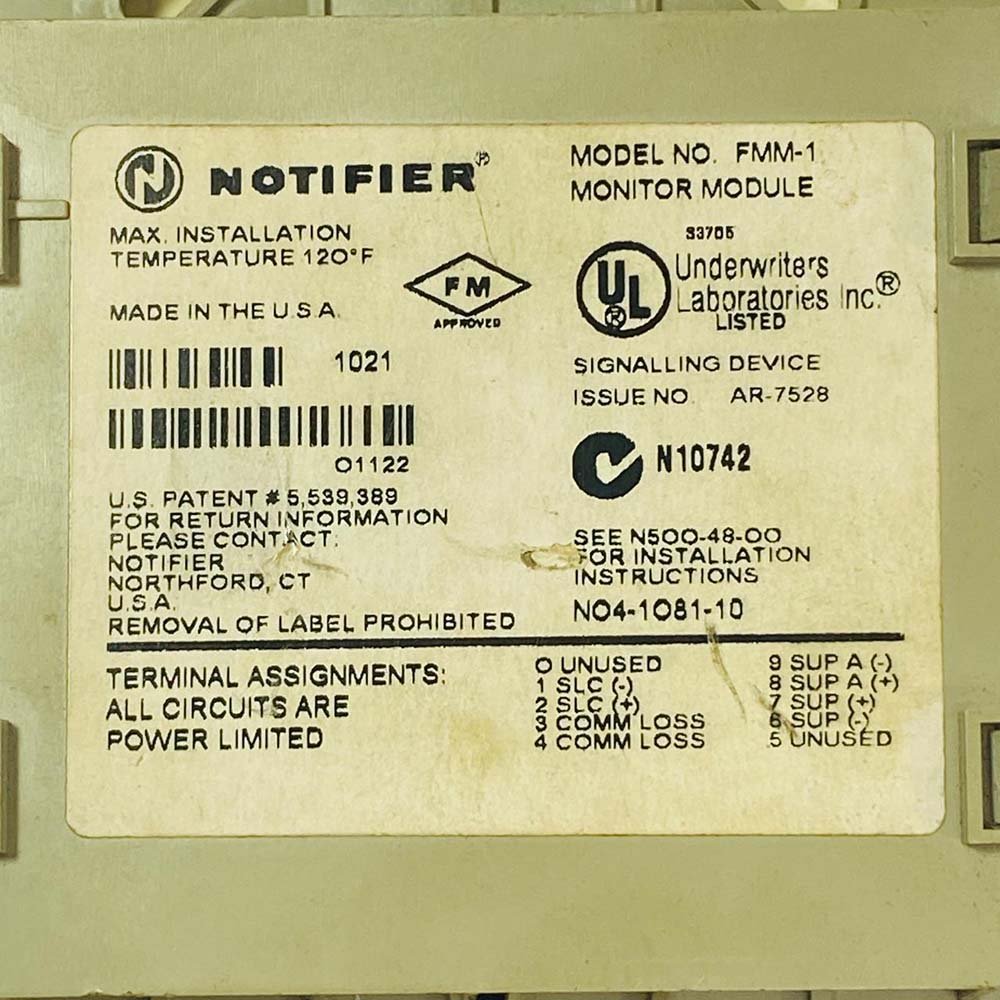 NOTIFIER®
MAX. INSTALLATION
TEMPERATURE 120°F
FM
APPROVED
MADE IN THE U.S.A.
1021
01122
U.S. PATENT # 5,539,389
FOR RETURN INFORMATION
PLEASE CONTACT:
NOTIFIER
NORTHFORD, CT
U.S.A.
REMOVAL OF LABEL PROHIBITED
MODEL NO. FMM-1
MONITOR MODULE
S3705
UL®
Underwriters
Laboratories Inc.®
LISTED
SIGNALLING DEVICE
ISSUE NO AR-7528
N10742
SEE N500-48-00
FOR INSTALLATION
INSTRUCTIONS
N04-1081-10
TERMINAL ASSIGNMENTS:
ALL CIRCUITS ARE
POWER LIMITED
0 UNUSED
1 SLC (-)
2 SLC (+)
3 COMM LOSS
4 COMM LOSS
9 SUP A (-)
8 SUP A (+)
7 SUP (+)
6 SUP (-)
5 UNUSED